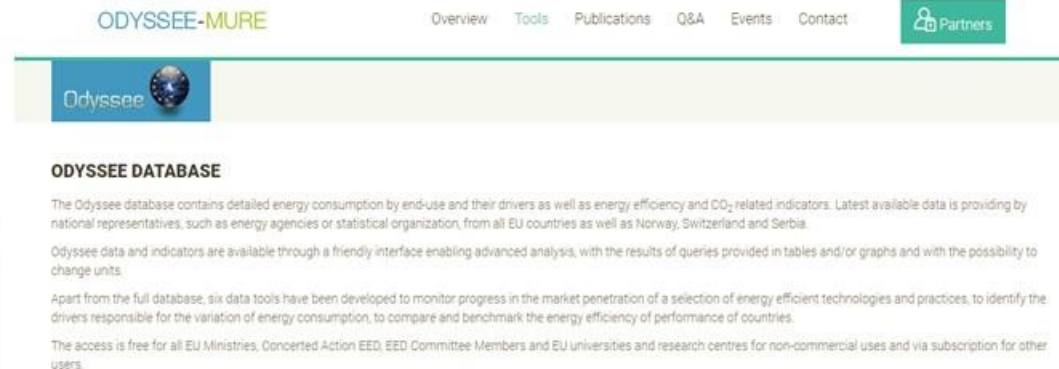 ODYSSEE-MURE Overview Tools Publications Q&A Events Contact Partners
Odyssee
ODYSSEE DATABASE
The Odyssee database contains detailed energy consumption by end-use and their drivers as well as energy efficiency and CO₂ related indicators. Latest available data is providing by
national representatives, such as energy agencies or statistical organization, from all EU countries as well as Norway, Switzerland and Serbia.
Odyssee data and indicators are available through a friendly interface enabling advanced analysis, with the results of queries provided in tables and/or graphs and with the possibility to
change units.
Apart from the full database, six data tools have been developed to monitor progress in the market penetration of a selection of energy efficient technologies and practices, to identify the
drivers responsible for the variation of energy consumption, to compare and benchmark the energy efficiency of performance of countries.
The access is free for all EU Ministries, Concerted Action EED, EED Committee Members and EU universities and research centres for non-commercial uses and via subscription for other
users.